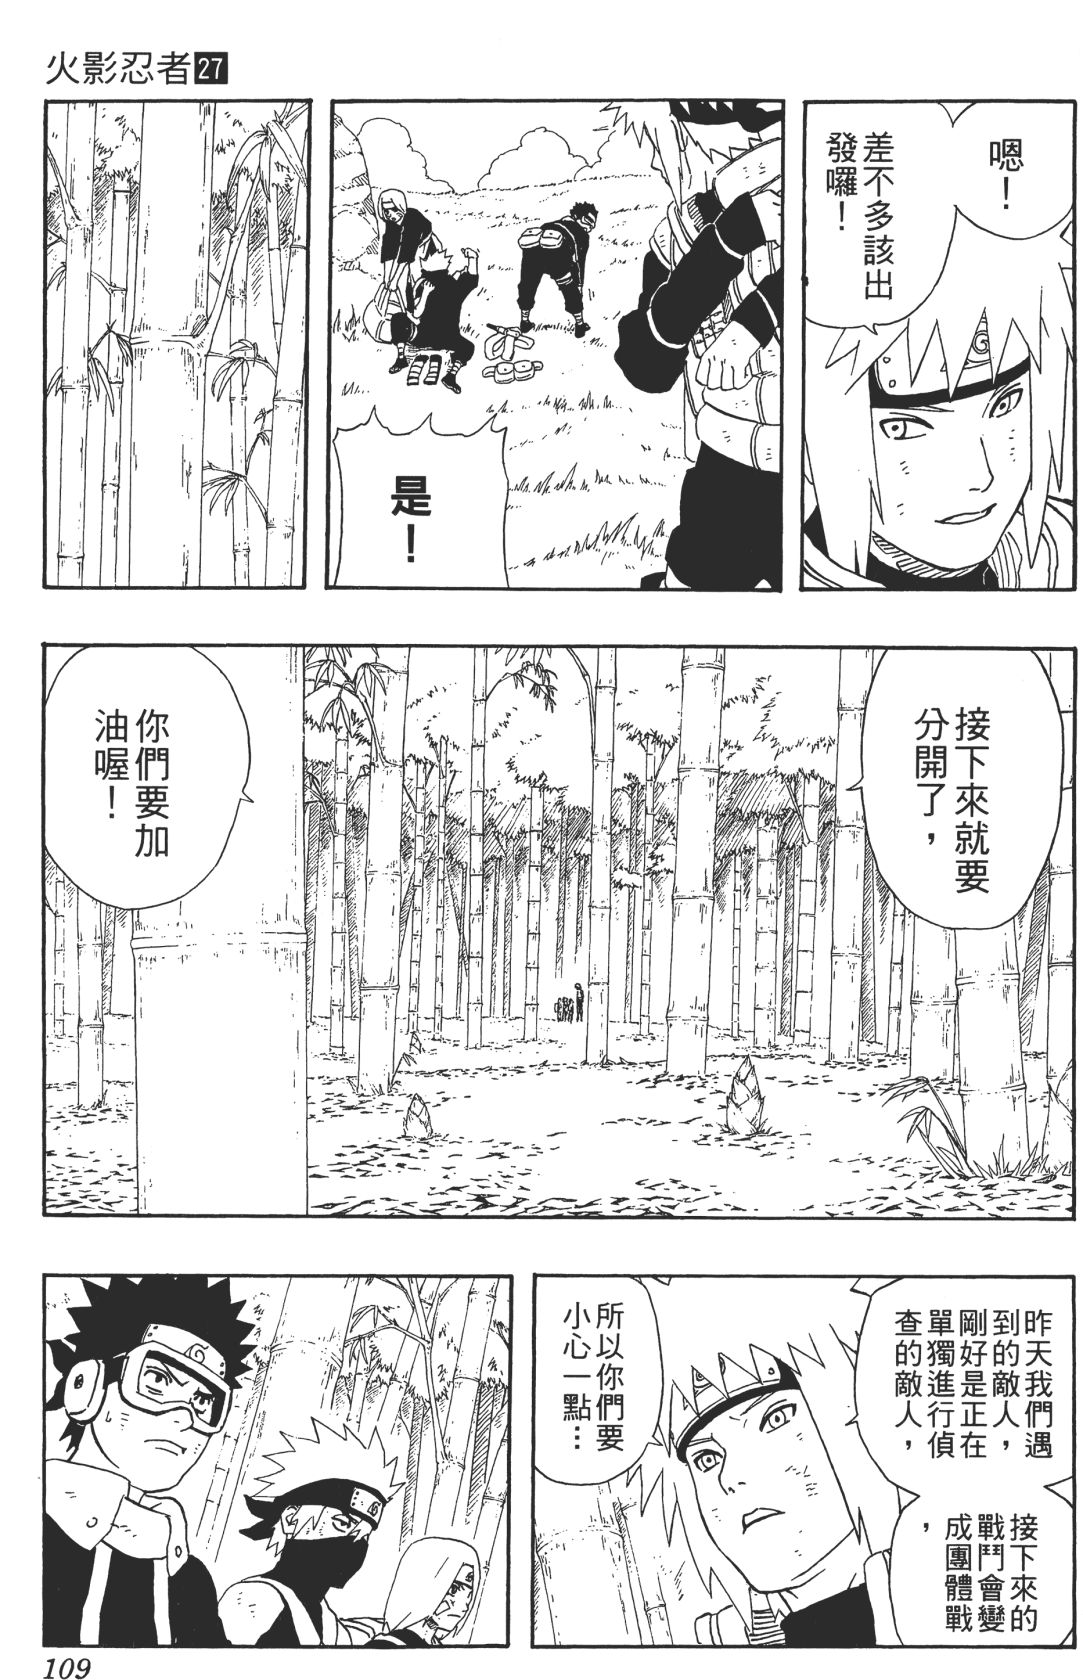 火影忍者27
嗯！
差不多該出
發囉！
是！
接下來就要
分開了，
你們要加
油喔！
昨天我們遇
到的敵人，
剛好是正在
單獨進行偵
查的敵人，
接下來的
戰鬥會變
成團體戰
，
所以你們要
小心一點…
109